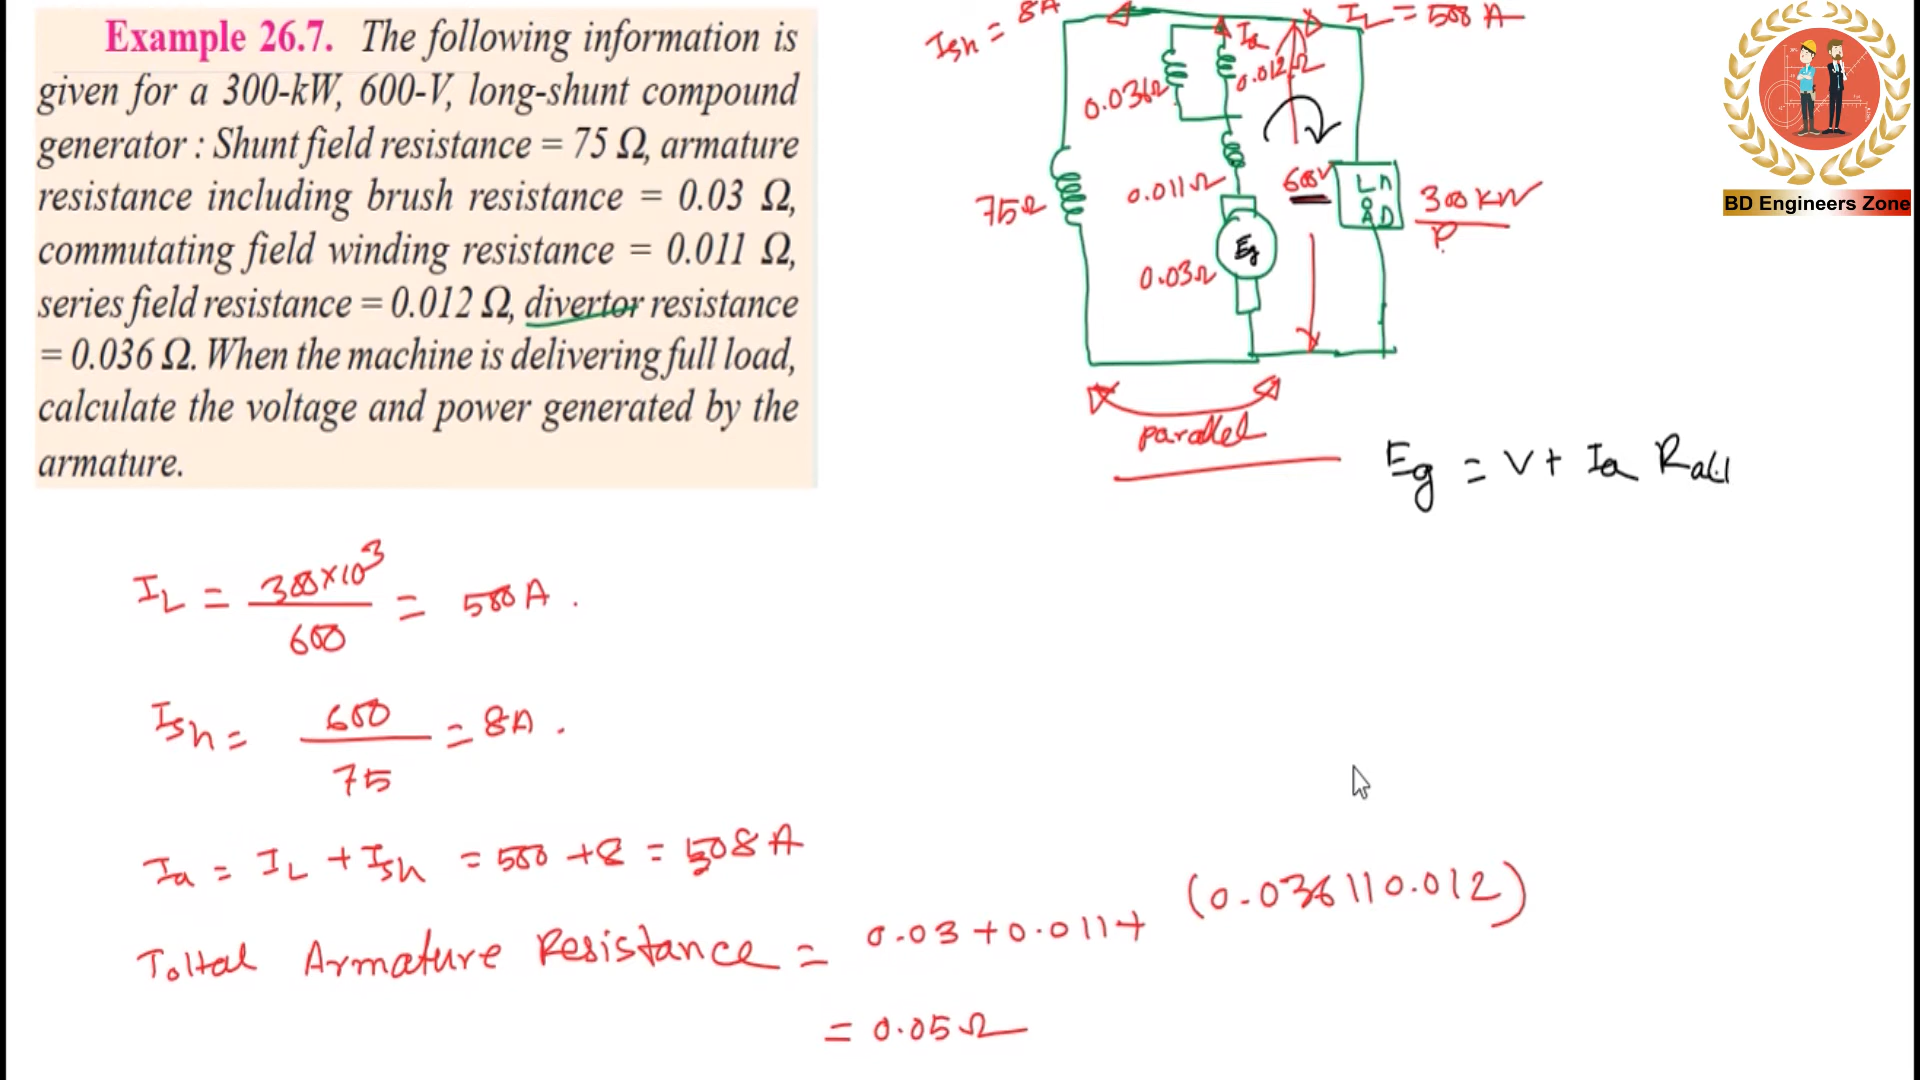 Example 26.7. The following information is
given for a 300-kW, 600-V, long-shunt compound
generator : Shunt field resistance = 75 Ω, armature
resistance including brush resistance = 0.03 Ω,
commutating field winding resistance = 0.011 Ω,
series field resistance = 0.012 Ω, divertor resistance
= 0.036 Ω. When the machine is delivering full load,
calculate the voltage and power generated by the
armature.
Ish = 8A
IL = 500 A
Ia
0.036Ω
0.012Ω
75Ω
0.011Ω
600V
LOAD
300 KW
P
Eg
0.03Ω
parallel
Eg = V + Ia Rall
BD Engineers Zone
IL = 300×10³ / 600 = 500 A .
Ish = 600 / 75 = 8A .
Ia = IL + Ish = 500 + 8 = 508 A
Toltal Armature Resistance = 0.03 + 0.011 + (0.036 || 0.012)
= 0.05 Ω